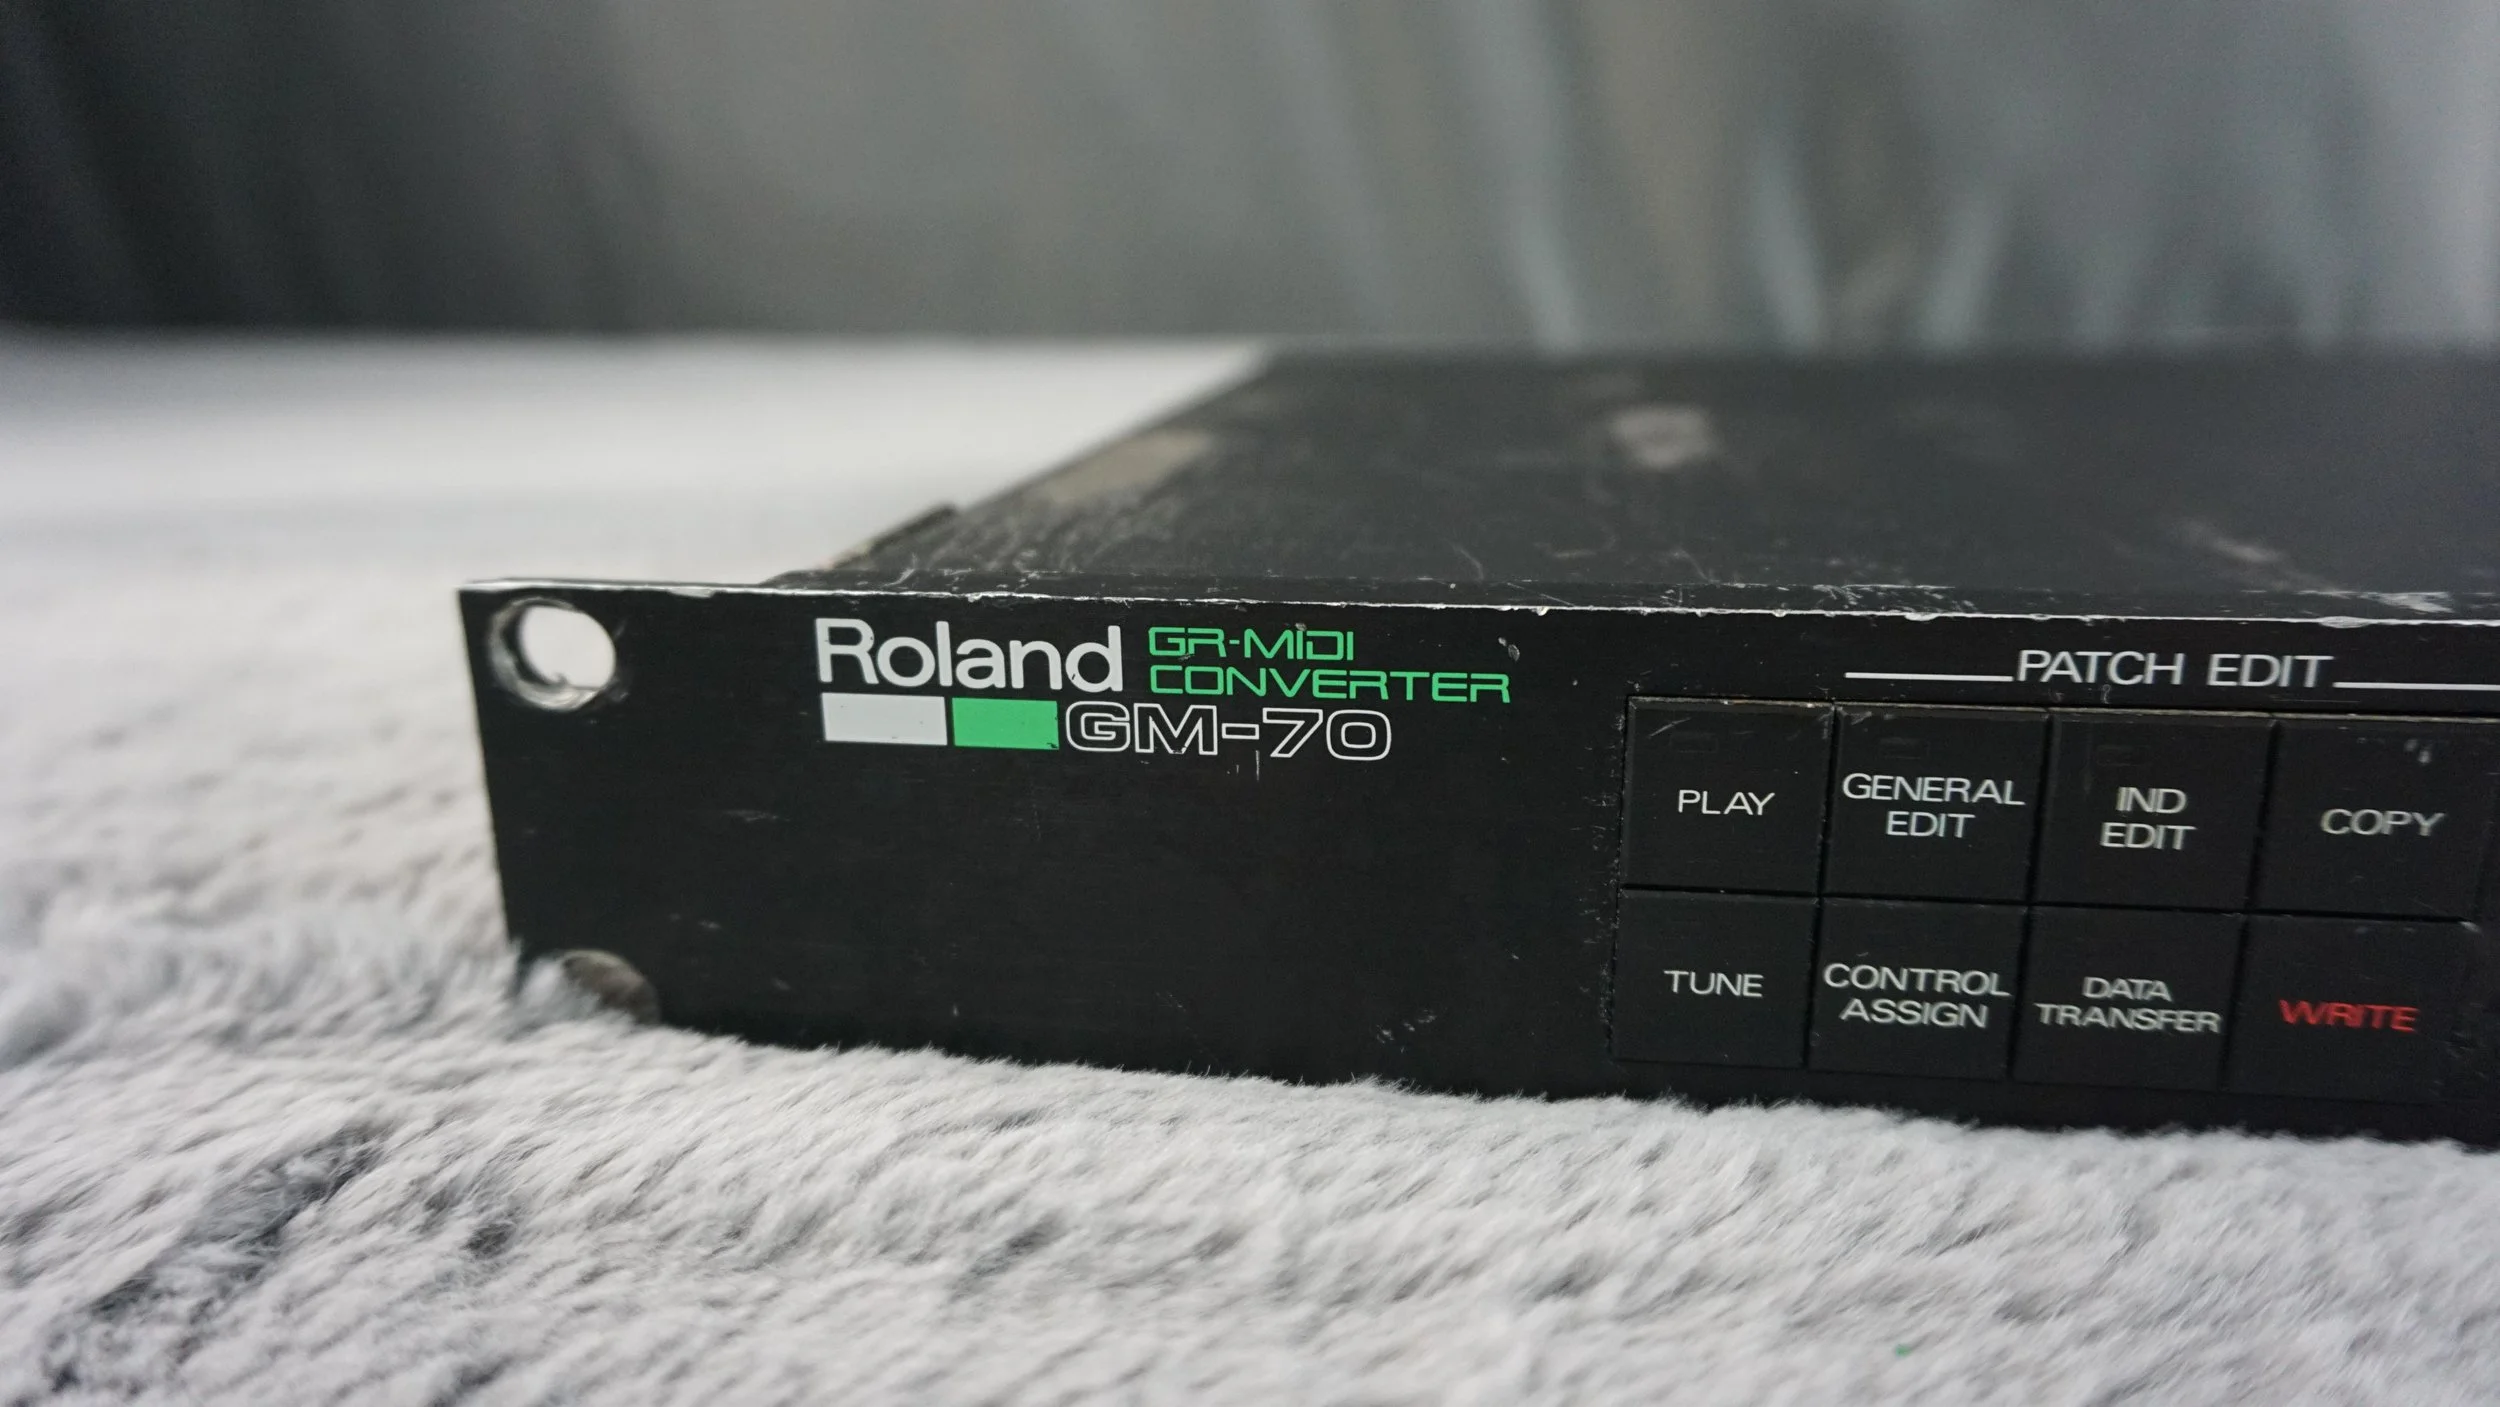 Roland GR-MIDI
CONVERTER
GM-70
PATCH EDIT
PLAY
GENERAL
EDIT
IND
EDIT
COPY
TUNE
CONTROL
ASSIGN
DATA
TRANSFER
WRITE